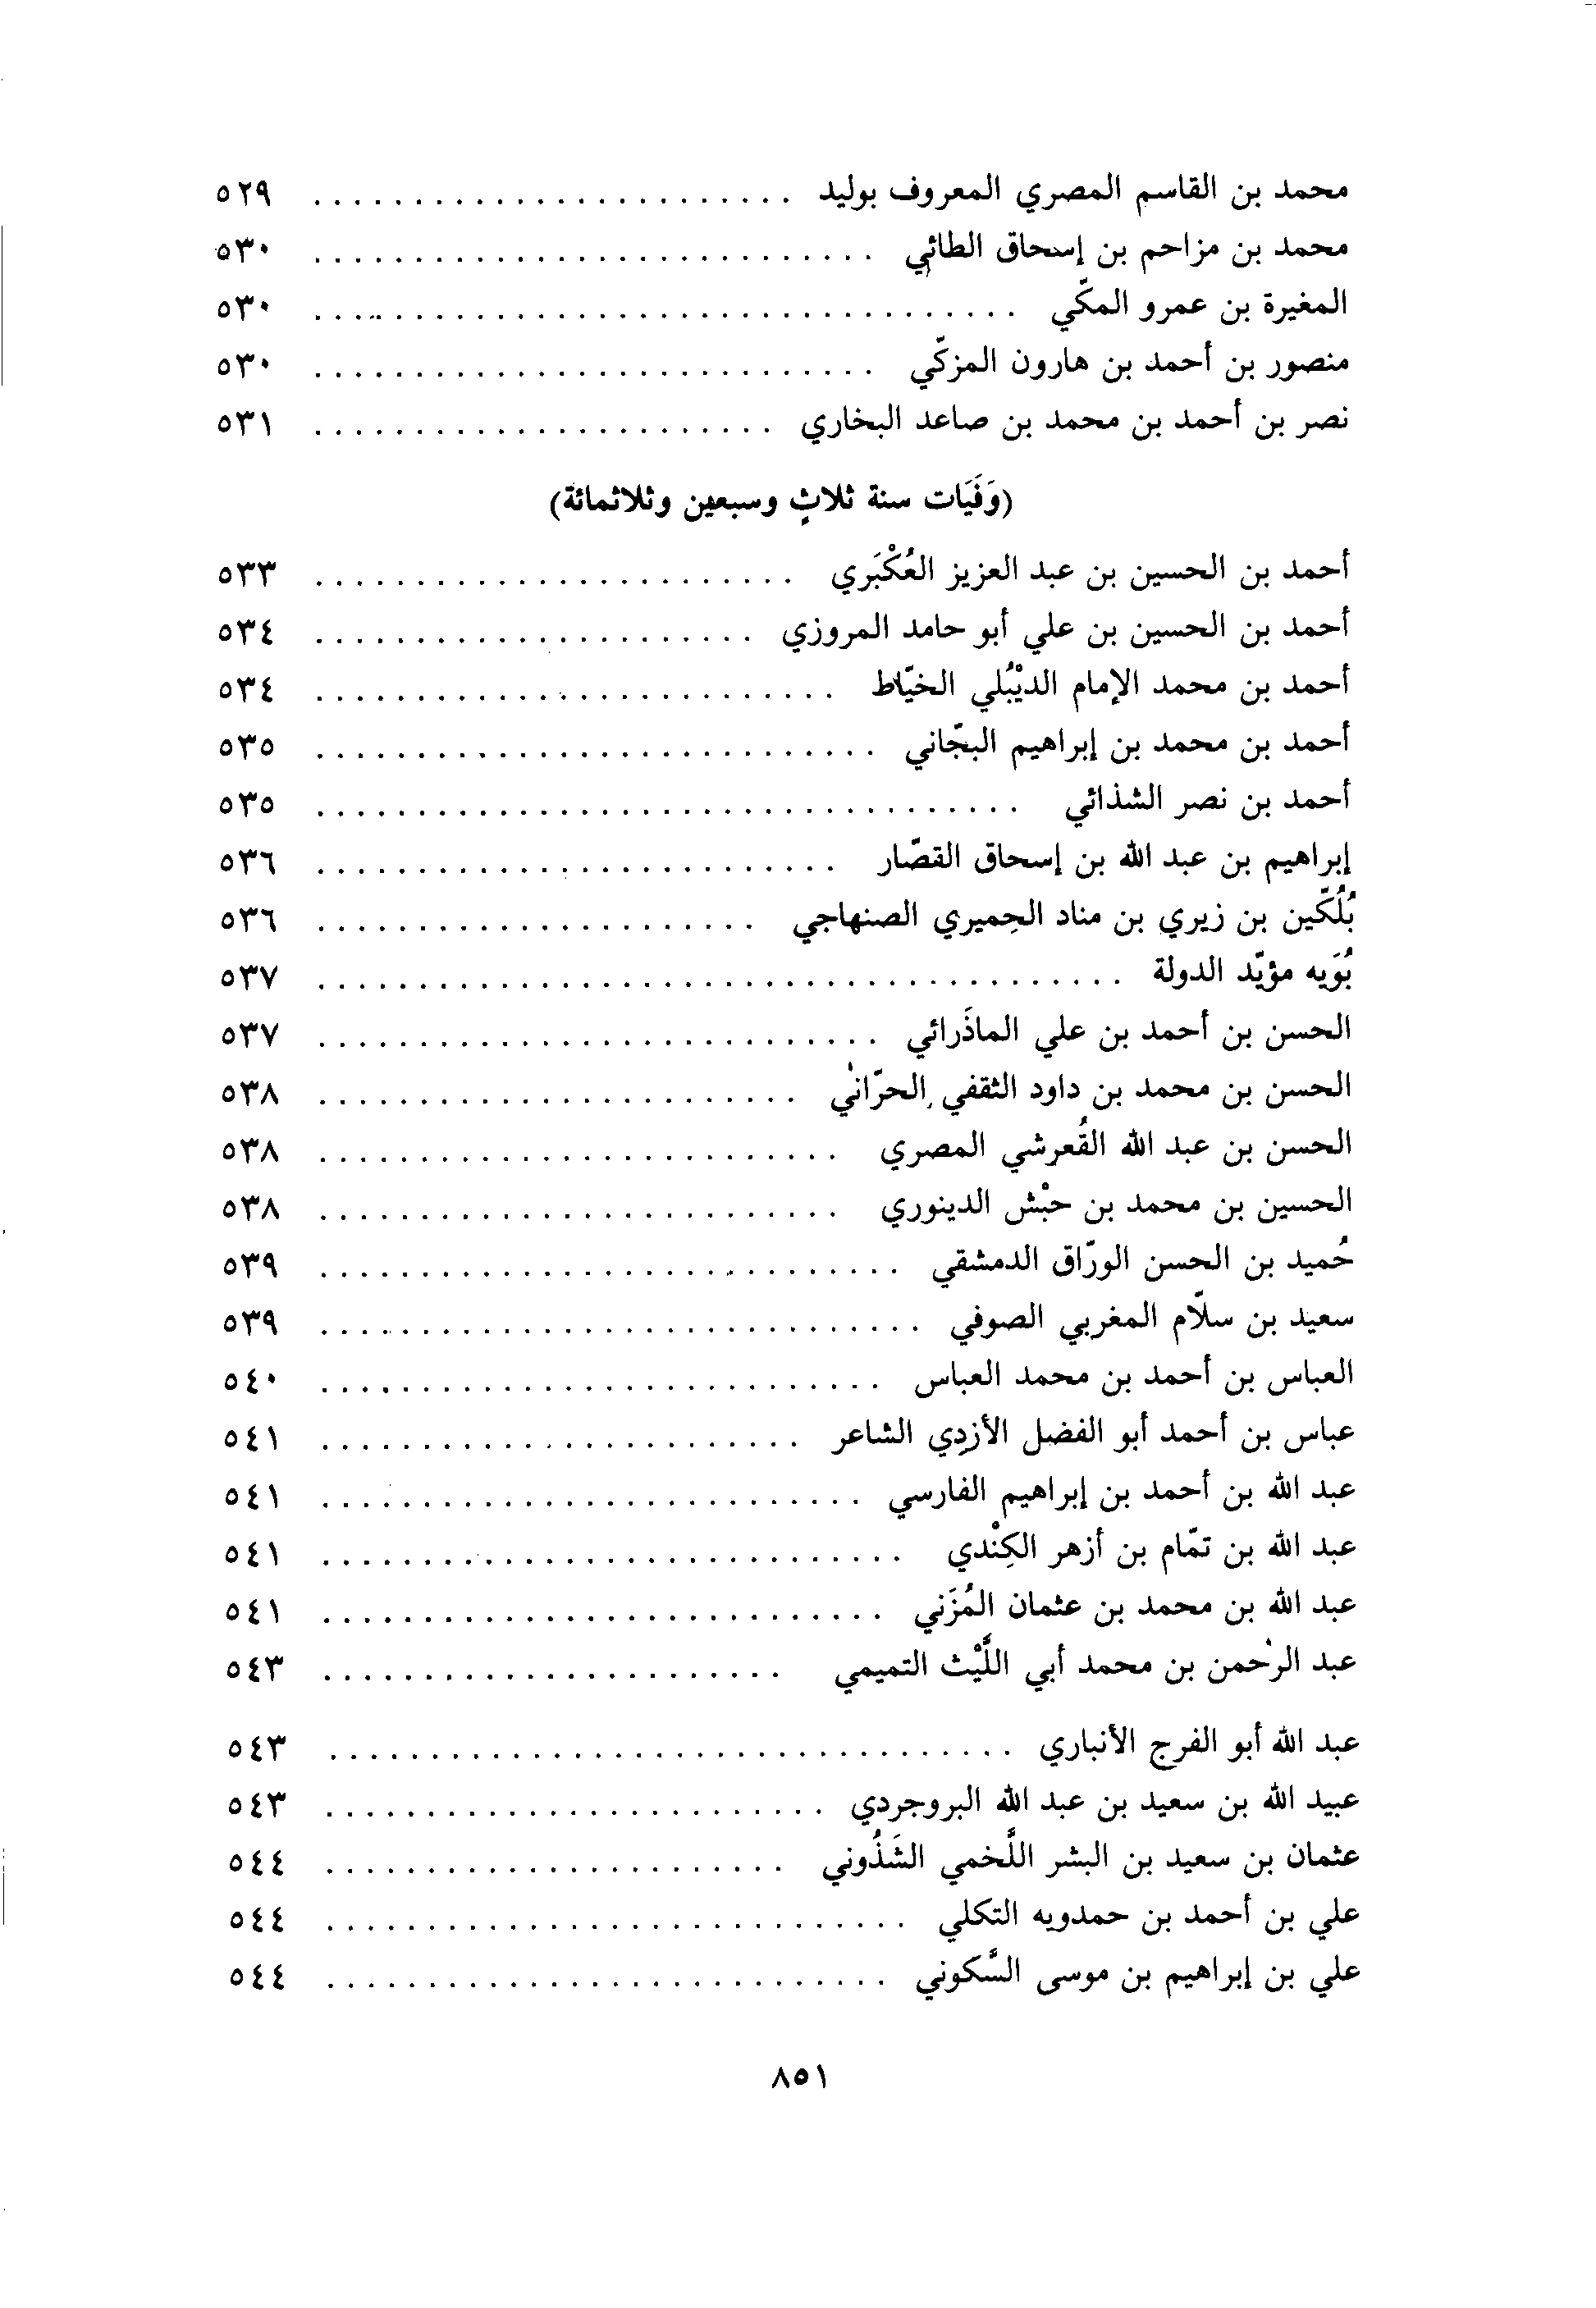 محمد بن القاسم المصري المعروف بوليد . . . . . . . . . . . . . . . . . . . . . . . ٥٢٩
محمد بن مزاحم بن إسحاق الطائي . . . . . . . . . . . . . . . . . . . . . . . . . . . ٥٣٠
المغيرة بن عمرو المكّي . . . . . . . . . . . . . . . . . . . . . . . . . . . . . . . . . . ٥٣٠
منصور بن أحمد بن هارون المزكّي . . . . . . . . . . . . . . . . . . . . . . . . . . . ٥٣٠
نصر بن أحمد بن محمد بن صاعد البخاري . . . . . . . . . . . . . . . . . . . . . . ٥٣١
(وَفَيَات سنة ثلاثٍ وسبعين وثلاثمائة)
أحمد بن الحسين بن عبد العزيز العُكْبَري . . . . . . . . . . . . . . . . . . . . . . . ٥٣٣
أحمد بن الحسين بن علي أبو حامد المروزي . . . . . . . . . . . . . . . . . . . . . ٥٣٤
أحمد بن محمد الإمام الديْبُلي الخيّاط . . . . . . . . . . . . . . . . . . . . . . . . . ٥٣٤
أحمد بن محمد بن إبراهيم البجّاني . . . . . . . . . . . . . . . . . . . . . . . . . . . ٥٣٥
أحمد بن نصر الشذائي . . . . . . . . . . . . . . . . . . . . . . . . . . . . . . . . . . ٥٣٥
إبراهيم بن عبد الله بن إسحاق القصّار . . . . . . . . . . . . . . . . . . . . . . . . . ٥٣٦
بُلُكّين بن زيري بن مناد الحِميري الصنهاجي . . . . . . . . . . . . . . . . . . . . . ٥٣٦
بُوَيه مؤيّد الدولة . . . . . . . . . . . . . . . . . . . . . . . . . . . . . . . . . . . . . . . ٥٣٧
الحسن بن أحمد بن علي الماذَرائي . . . . . . . . . . . . . . . . . . . . . . . . . . . ٥٣٧
الحسن بن محمد بن داود الثقفي الحرّاني . . . . . . . . . . . . . . . . . . . . . . . ٥٣٨
الحسن بن عبد الله القُعرشي المصري . . . . . . . . . . . . . . . . . . . . . . . . . ٥٣٨
الحسين بن محمد بن حبْش الدينوري . . . . . . . . . . . . . . . . . . . . . . . . . ٥٣٨
حُميد بن الحسن الورّاق الدمشقي . . . . . . . . . . . . . . . . . . . . . . . . . . . . ٥٣٩
سعيد بن سلّام المغربي الصوفي . . . . . . . . . . . . . . . . . . . . . . . . . . . . . ٥٣٩
العباس بن أحمد بن محمد العباس . . . . . . . . . . . . . . . . . . . . . . . . . . . ٥٤٠
عباس بن أحمد أبو الفضل الأزدِي الشاعر . . . . . . . . . . . . . . . . . . . . . . . ٥٤١
عبد الله بن أحمد بن إبراهيم الفارسي . . . . . . . . . . . . . . . . . . . . . . . . . . ٥٤١
عبد الله بن تمّام بن أزهر الكِنْدي . . . . . . . . . . . . . . . . . . . . . . . . . . . . ٥٤١
عبد الله بن محمد بن عثمان المُزَني . . . . . . . . . . . . . . . . . . . . . . . . . . . ٥٤١
عبد الرحمن بن محمد أبي اللَّيْث التميمي . . . . . . . . . . . . . . . . . . . . . . ٥٤٣
عبد الله أبو الفرج الأنباري . . . . . . . . . . . . . . . . . . . . . . . . . . . . . . . . . ٥٤٣
عبيد الله بن سعيد بن عبد الله البروجردي . . . . . . . . . . . . . . . . . . . . . . . . ٥٤٣
عثمان بن سعيد بن البشر اللَّخمي الشَذُوني . . . . . . . . . . . . . . . . . . . . . . ٥٤٤
علي بن أحمد بن حمدويه التكلي . . . . . . . . . . . . . . . . . . . . . . . . . . . . ٥٤٤
علي بن إبراهيم بن موسى السَّكوني . . . . . . . . . . . . . . . . . . . . . . . . . . . ٥٤٤
٨٥١